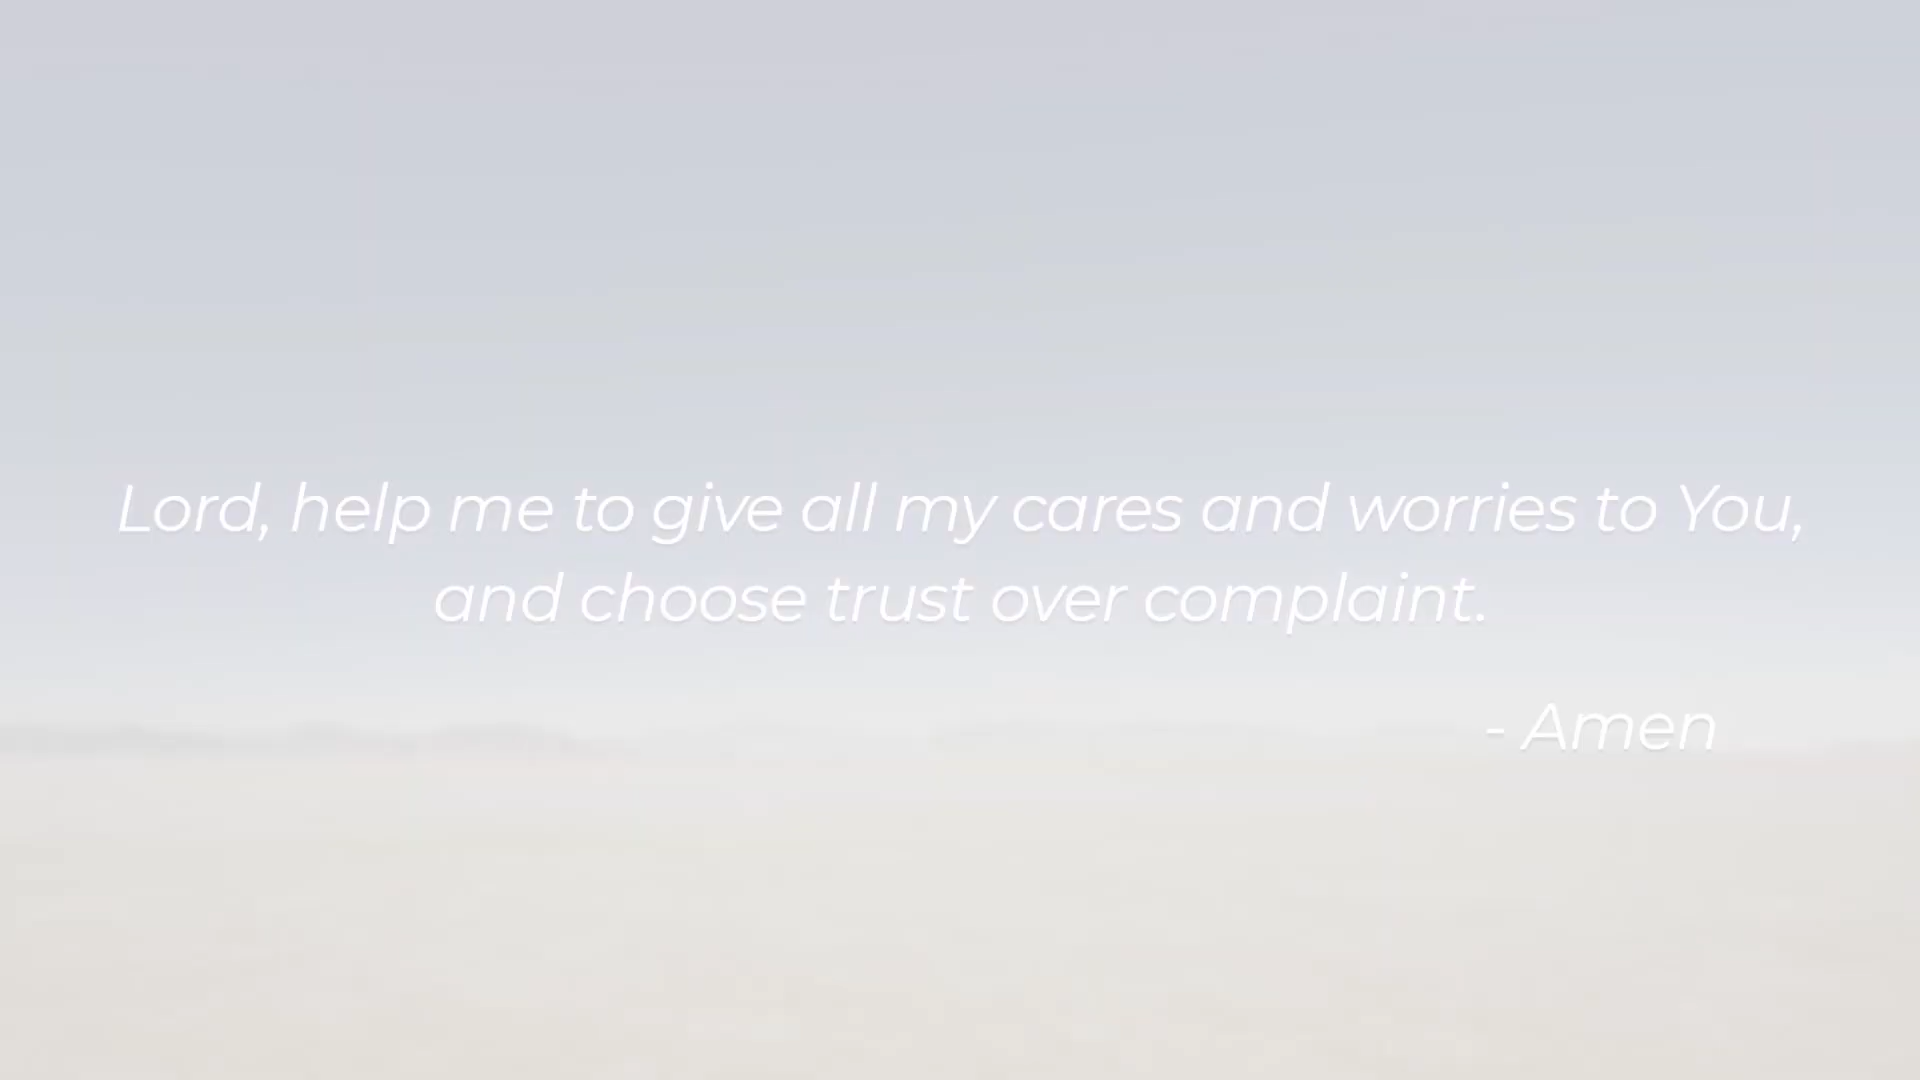 Lord, help me to give all my cares and worries to You,
and choose trust over complaint.
- Amen